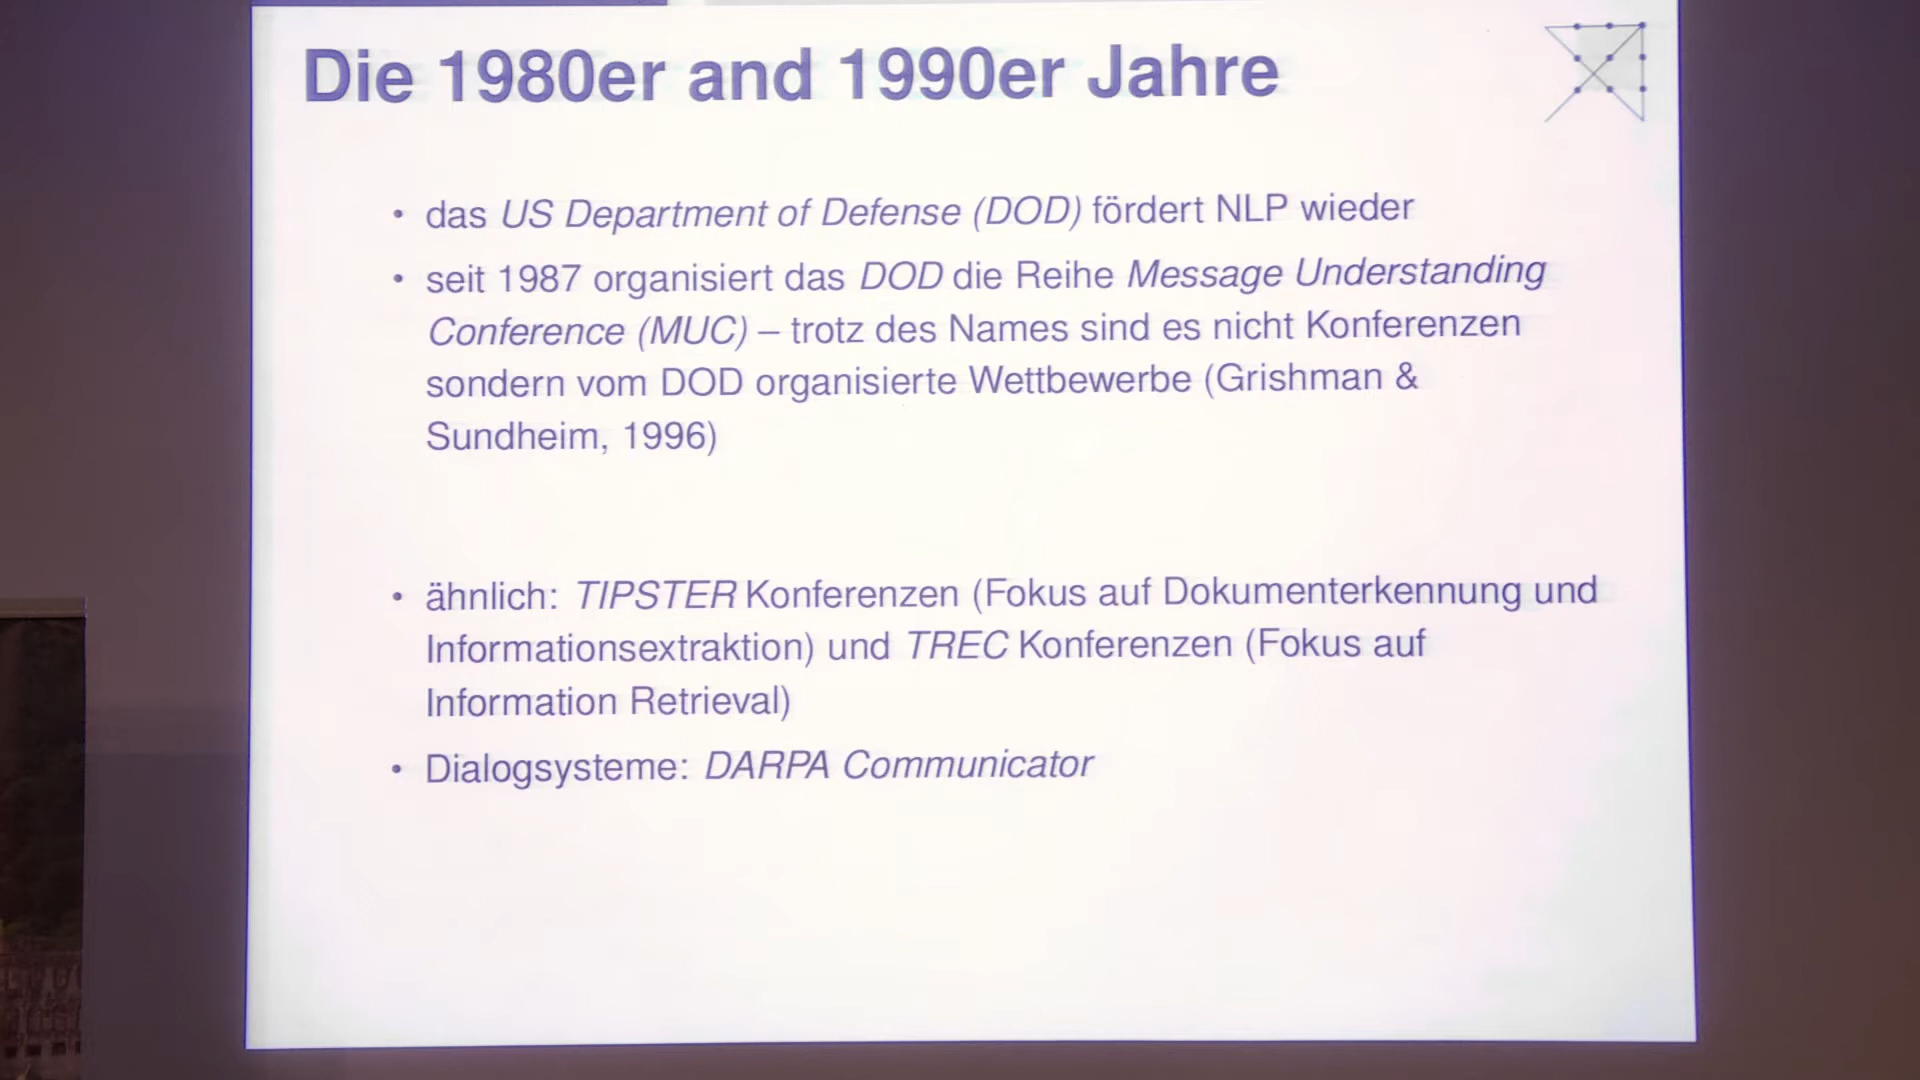 Die 1980er and 1990er Jahre
• das US Department of Defense (DOD) fördert NLP wieder
• seit 1987 organisiert das DOD die Reihe Message Understanding
Conference (MUC) – trotz des Names sind es nicht Konferenzen
sondern vom DOD organisierte Wettbewerbe (Grishman &
Sundheim, 1996)
• ähnlich: TIPSTER Konferenzen (Fokus auf Dokumenterkennung und
Informationsextraktion) und TREC Konferenzen (Fokus auf
Information Retrieval)
• Dialogsysteme: DARPA Communicator